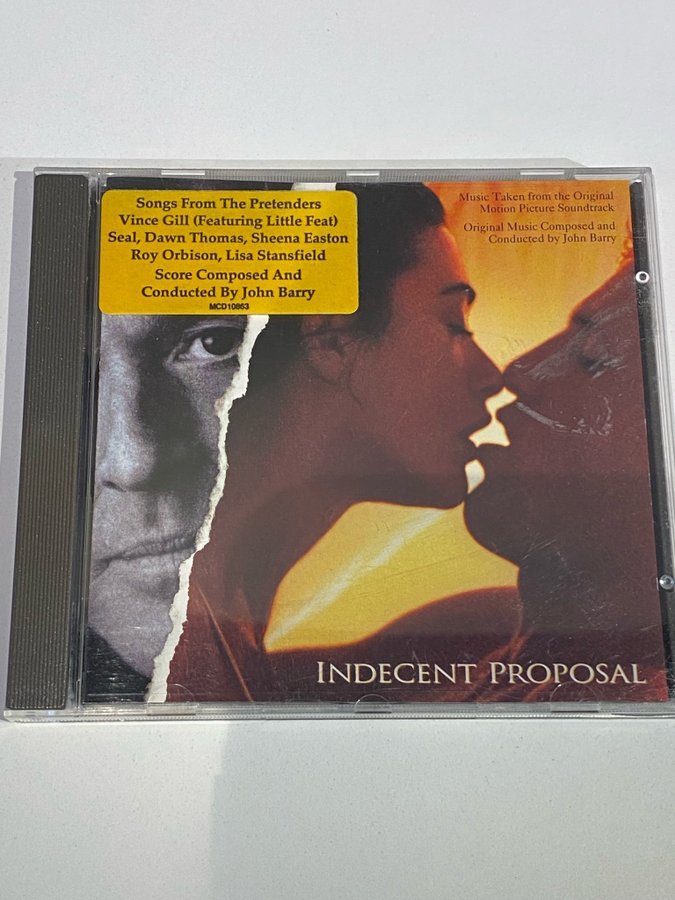 Songs From The Pretenders
Vince Gill (Featuring Little Feat)
Seal, Dawn Thomas, Sheena Easton
Roy Orbison, Lisa Stansfield
Score Composed And
Conducted By John Barry
MCD10863
Music Taken from the Original
Motion Picture Soundtrack
Original Music Composed and
Conducted by John Barry
INDECENT PROPOSAL